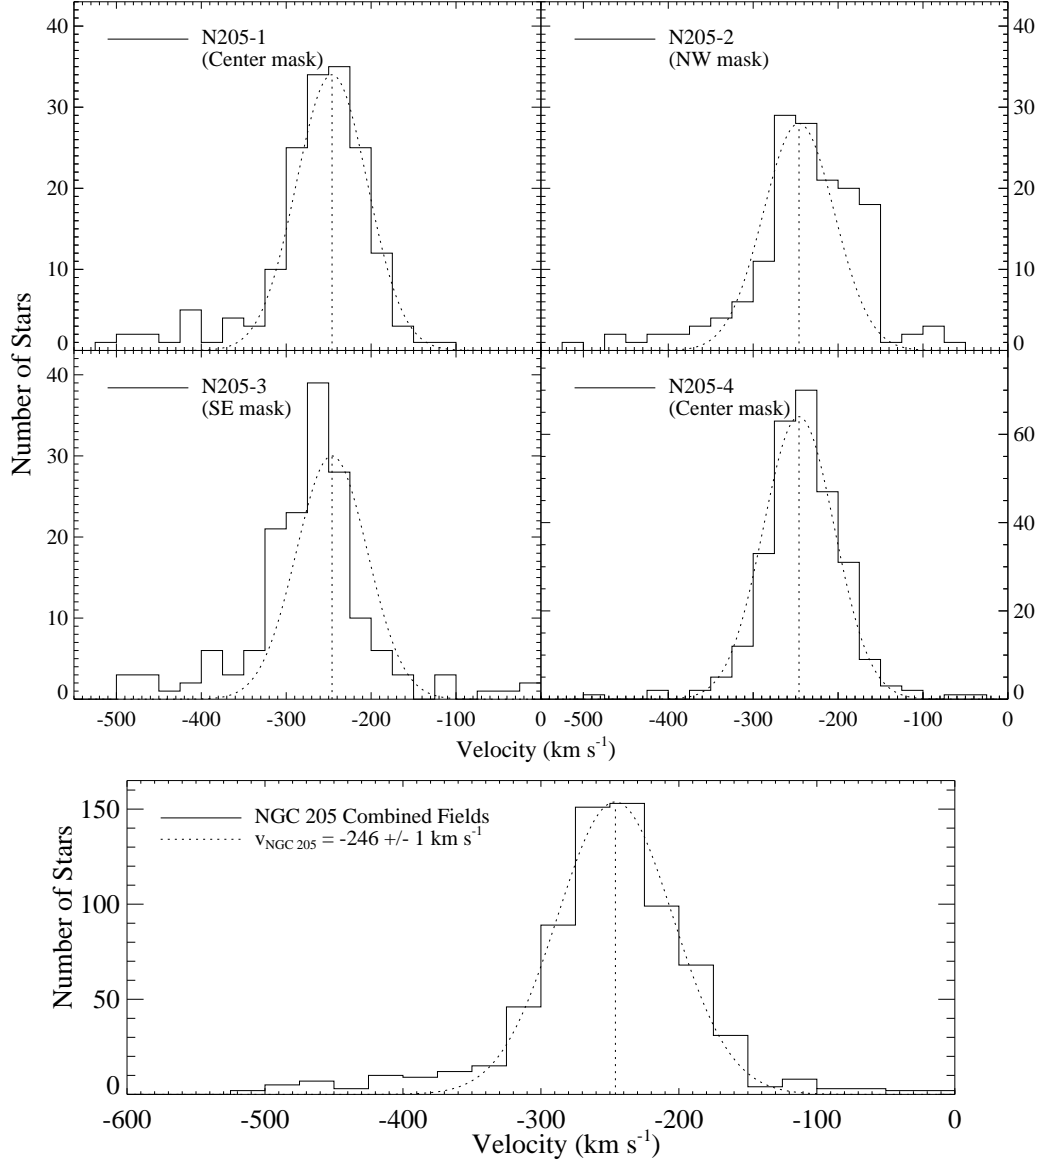 N205-1
(Center mask)
N205-2
(NW mask)
40
30
20
10
0
40
30
20
10
0
N205-3
(SE mask)
N205-4
(Center mask)
40
30
20
10
0
60
40
20
0
Number of Stars
-500 -400 -300 -200 -100 0
-500 -400 -300 -200 -100 0
Velocity (km s⁻¹)
NGC 205 Combined Fields
v_NGC 205 = -246 +/- 1 km s⁻¹
150
100
50
0
Number of Stars
-600 -500 -400 -300 -200 -100 0
Velocity (km s⁻¹)